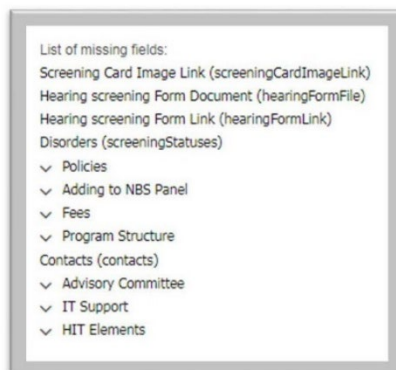 List of missing fields:
Screening Card Image Link (screeningCardImageLink)
Hearing screening Form Document (hearingFormFile)
Hearing screening Form Link (hearingFormLink)
Disorders (screeningStatuses)
Policies
Adding to NBS Panel
Fees
Program Structure
Contacts (contacts)
Advisory Committee
IT Support
HIT Elements